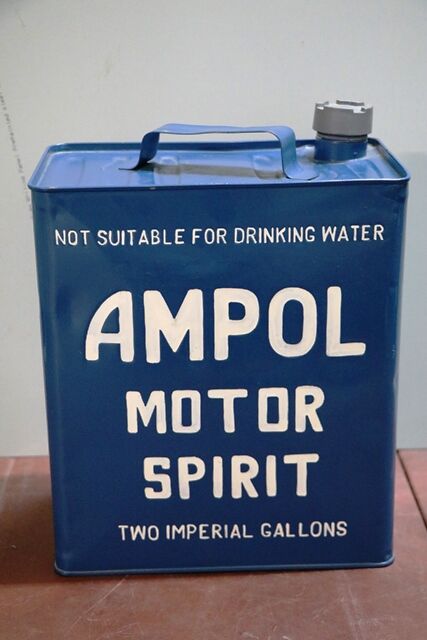 NOT SUITABLE FOR DRINKING WATER
AMPOL
MOTOR
SPIRIT
TWO IMPERIAL GALLONS